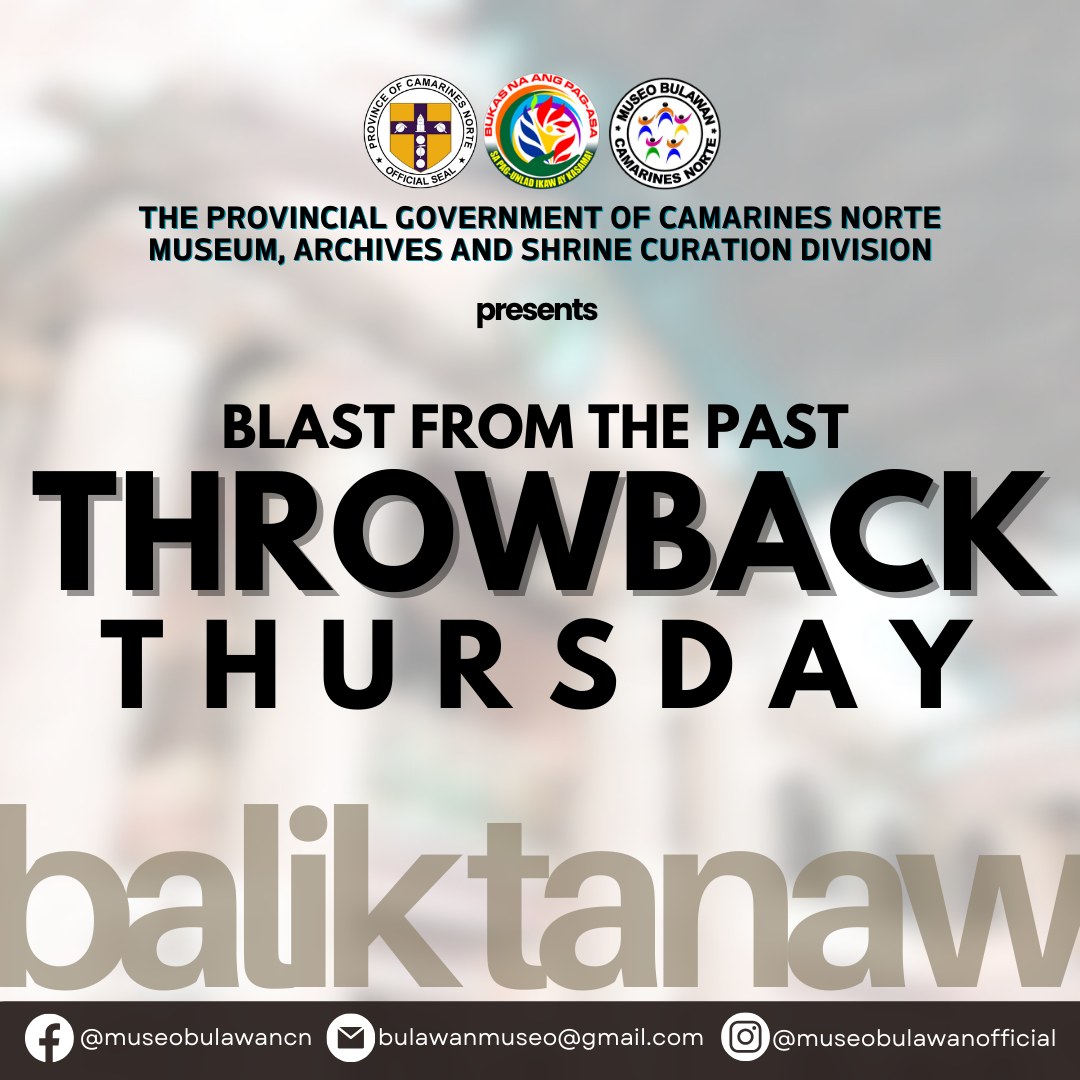 PROVINCE OF CAMARINES NORTE
OFFICIAL SEAL
BUKAS NA ANG PAG-ASA
SA PAG-UNLAD IKAW AY KASAMA!
MUSEO BULAWAN
CAMARINES NORTE
THE PROVINCIAL GOVERNMENT OF CAMARINES NORTE
MUSEUM, ARCHIVES AND SHRINE CURATION DIVISION
presents
BLAST FROM THE PAST
THROWBACK
THURSDAY
balik tanaw
@museobulawancn bulawanmuseo@gmail.com @museobulawanofficial